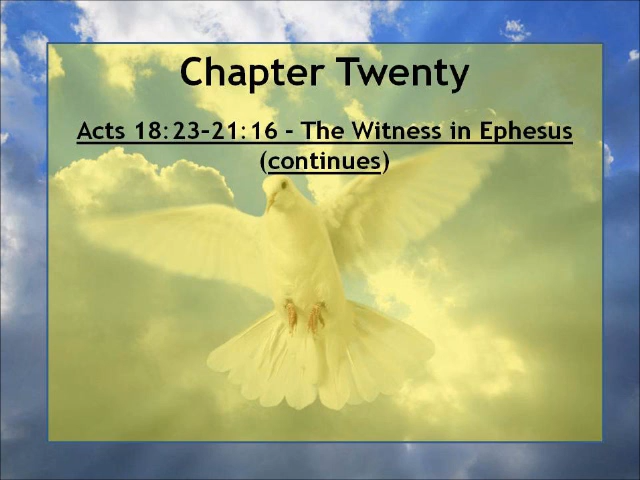 Chapter Twenty
Acts 18:23–21:16 - The Witness in Ephesus
(continues)